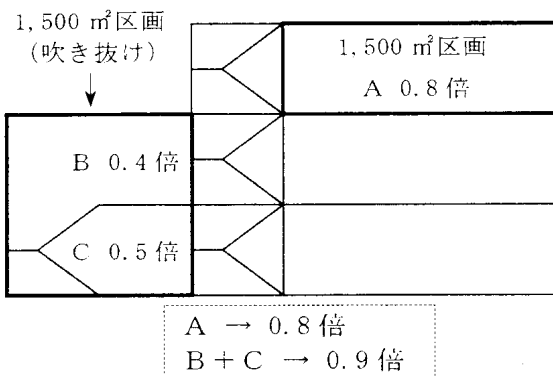 1,500 ㎡区画
(吹き抜け)
1,500 ㎡区画
A 0.8 倍
B 0.4 倍
C 0.5 倍
A → 0.8 倍
B + C → 0.9 倍